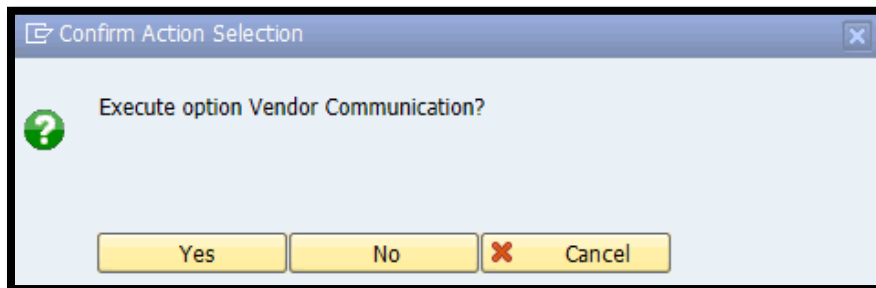 Confirm Action Selection
Execute option Vendor Communication?
Yes
No
Cancel